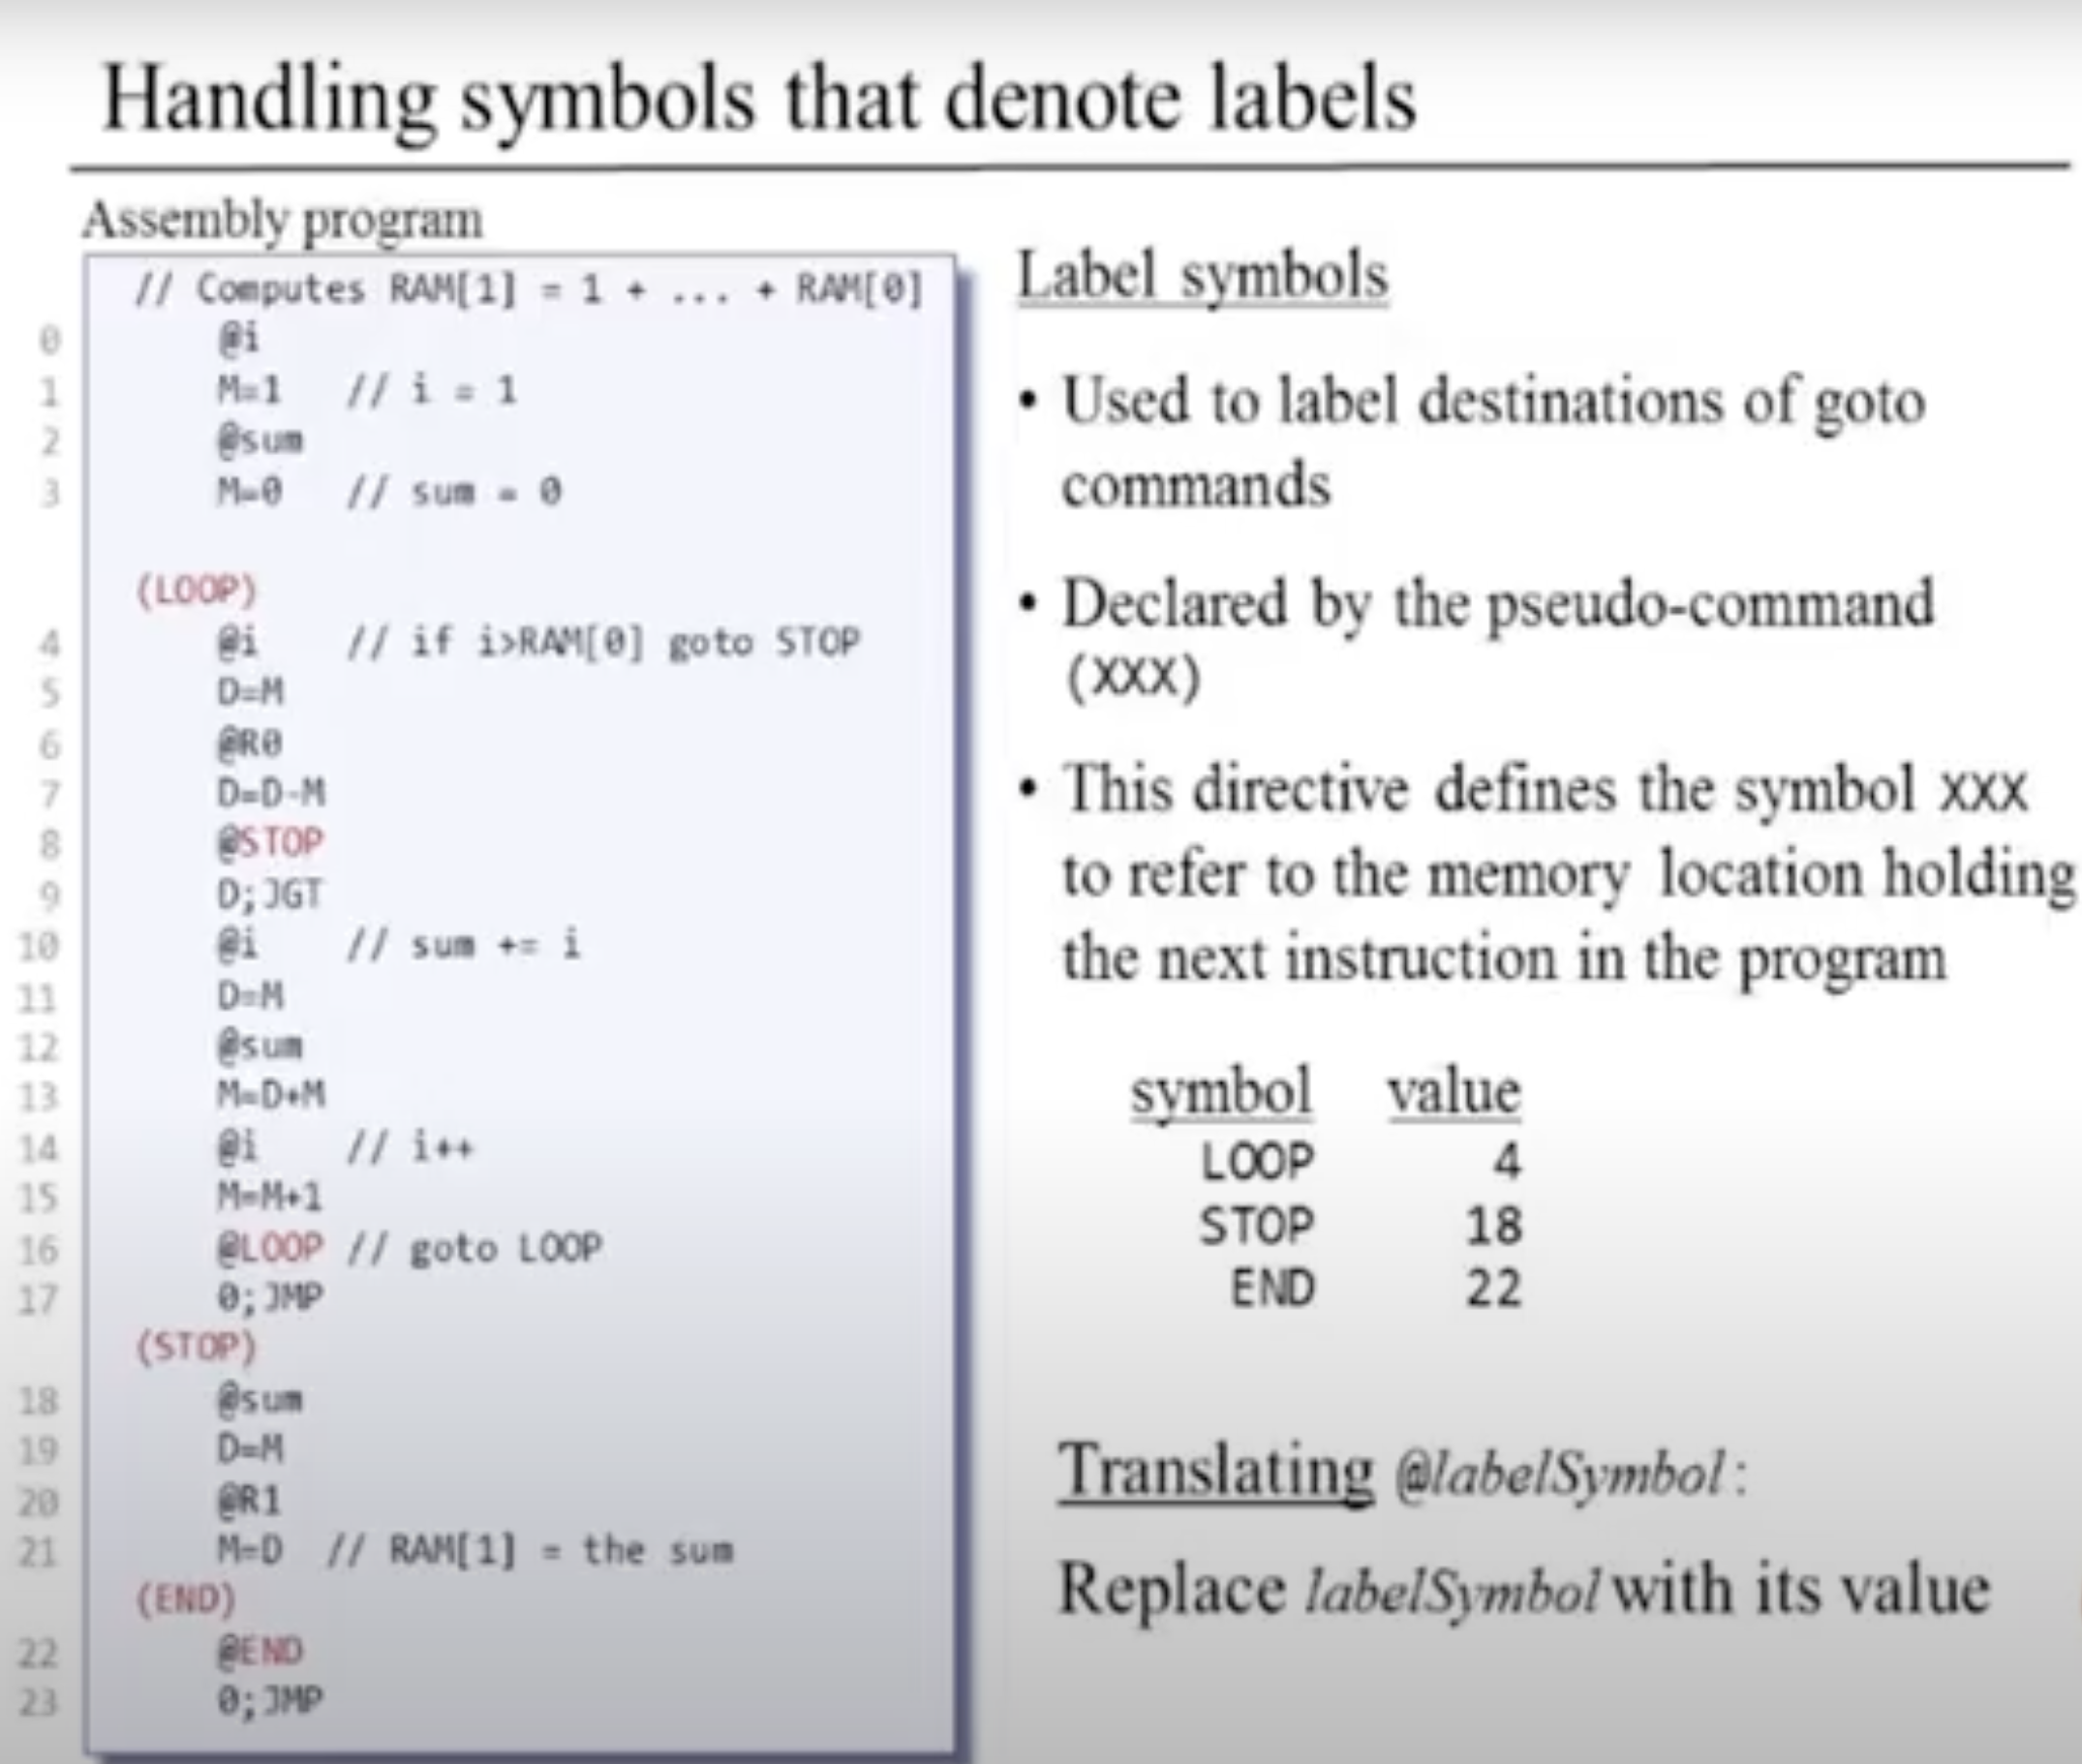 Handling symbols that denote labels
Assembly program
// Computes RAM[1] = 1 + ... + RAM[0]
0 @i
1 M=1 // i = 1
2 @sum
3 M=0 // sum = 0
(LOOP)
4 @i // if i>RAM[0] goto STOP
5 D=M
6 @R0
7 D=D-M
8 @STOP
9 D;JGT
10 @i // sum += i
11 D=M
12 @sum
13 M=D+M
14 @i // i++
15 M=M+1
16 @LOOP // goto LOOP
17 0;JMP
(STOP)
18 @sum
19 D=M
20 @R1
21 M=D // RAM[1] = the sum
(END)
22 @END
23 0;JMP
Label symbols
• Used to label destinations of goto
commands
• Declared by the pseudo-command
(XXX)
• This directive defines the symbol XXX
to refer to the memory location holding
the next instruction in the program
symbol value
LOOP 4
STOP 18
END 22
Translating @labelSymbol:
Replace labelSymbol with its value